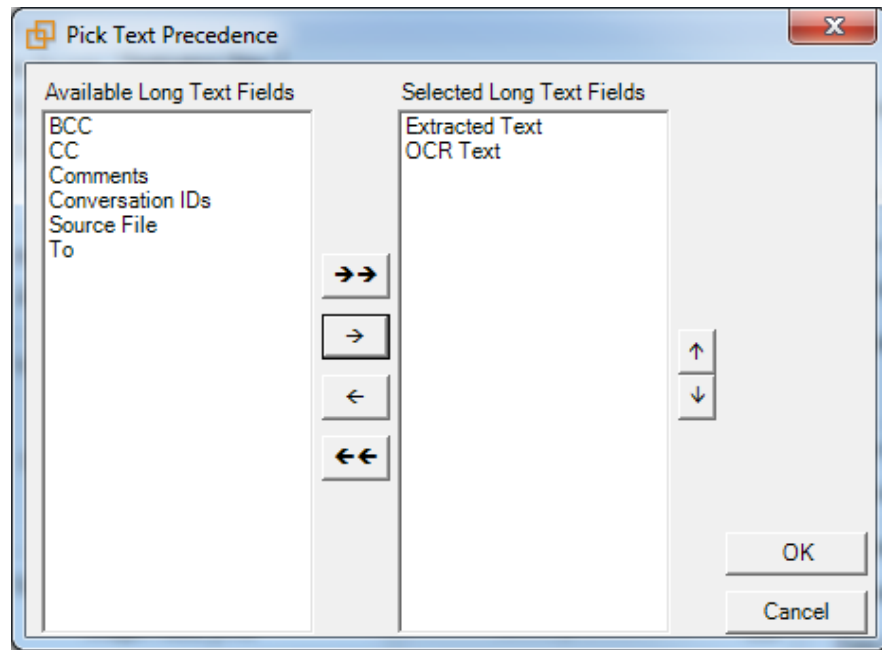 Pick Text Precedence
Available Long Text Fields
BCC
CC
Comments
Conversation IDs
Source File
To
Selected Long Text Fields
Extracted Text
OCR Text
OK
Cancel